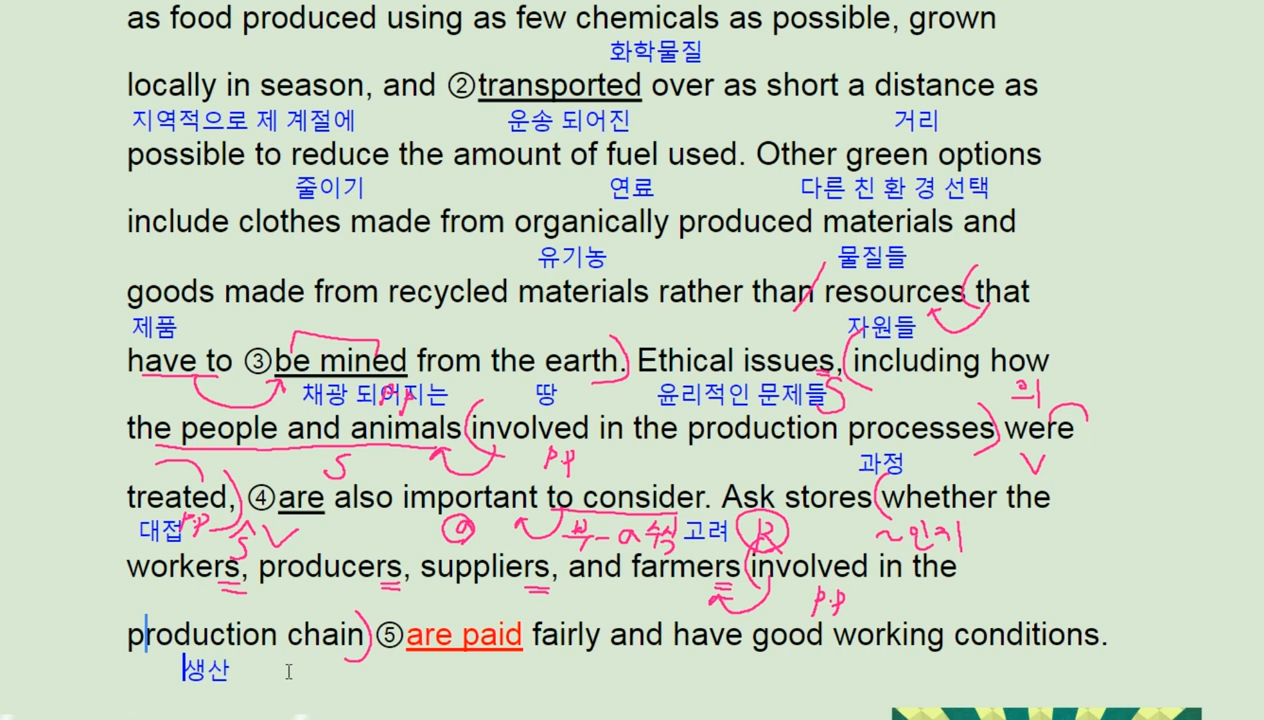 as food produced using as few chemicals as possible, grown
화학물질
locally in season, and ②transported over as short a distance as
지역적으로 제 계절에 운송 되어진 거리
possible to reduce the amount of fuel used. Other green options
줄이기 연료 다른 친 환 경 선택
include clothes made from organically produced materials and
유기농 물질들
goods made from recycled materials rather than resources that
제품 자원들
have to ③be mined from the earth. Ethical issues, including how
채광 되어지는 땅 윤리적인 문제들
p.p S 의
the people and animals involved in the production processes were
S p.p 과정 V
treated, ④are also important to consider. Ask stores whether the
대접 p.p S V ⓐ 부-a수식 고려 ~인지
workers, producers, suppliers, and farmers involved in the
p.p
production chain ⑤are paid fairly and have good working conditions.
생산